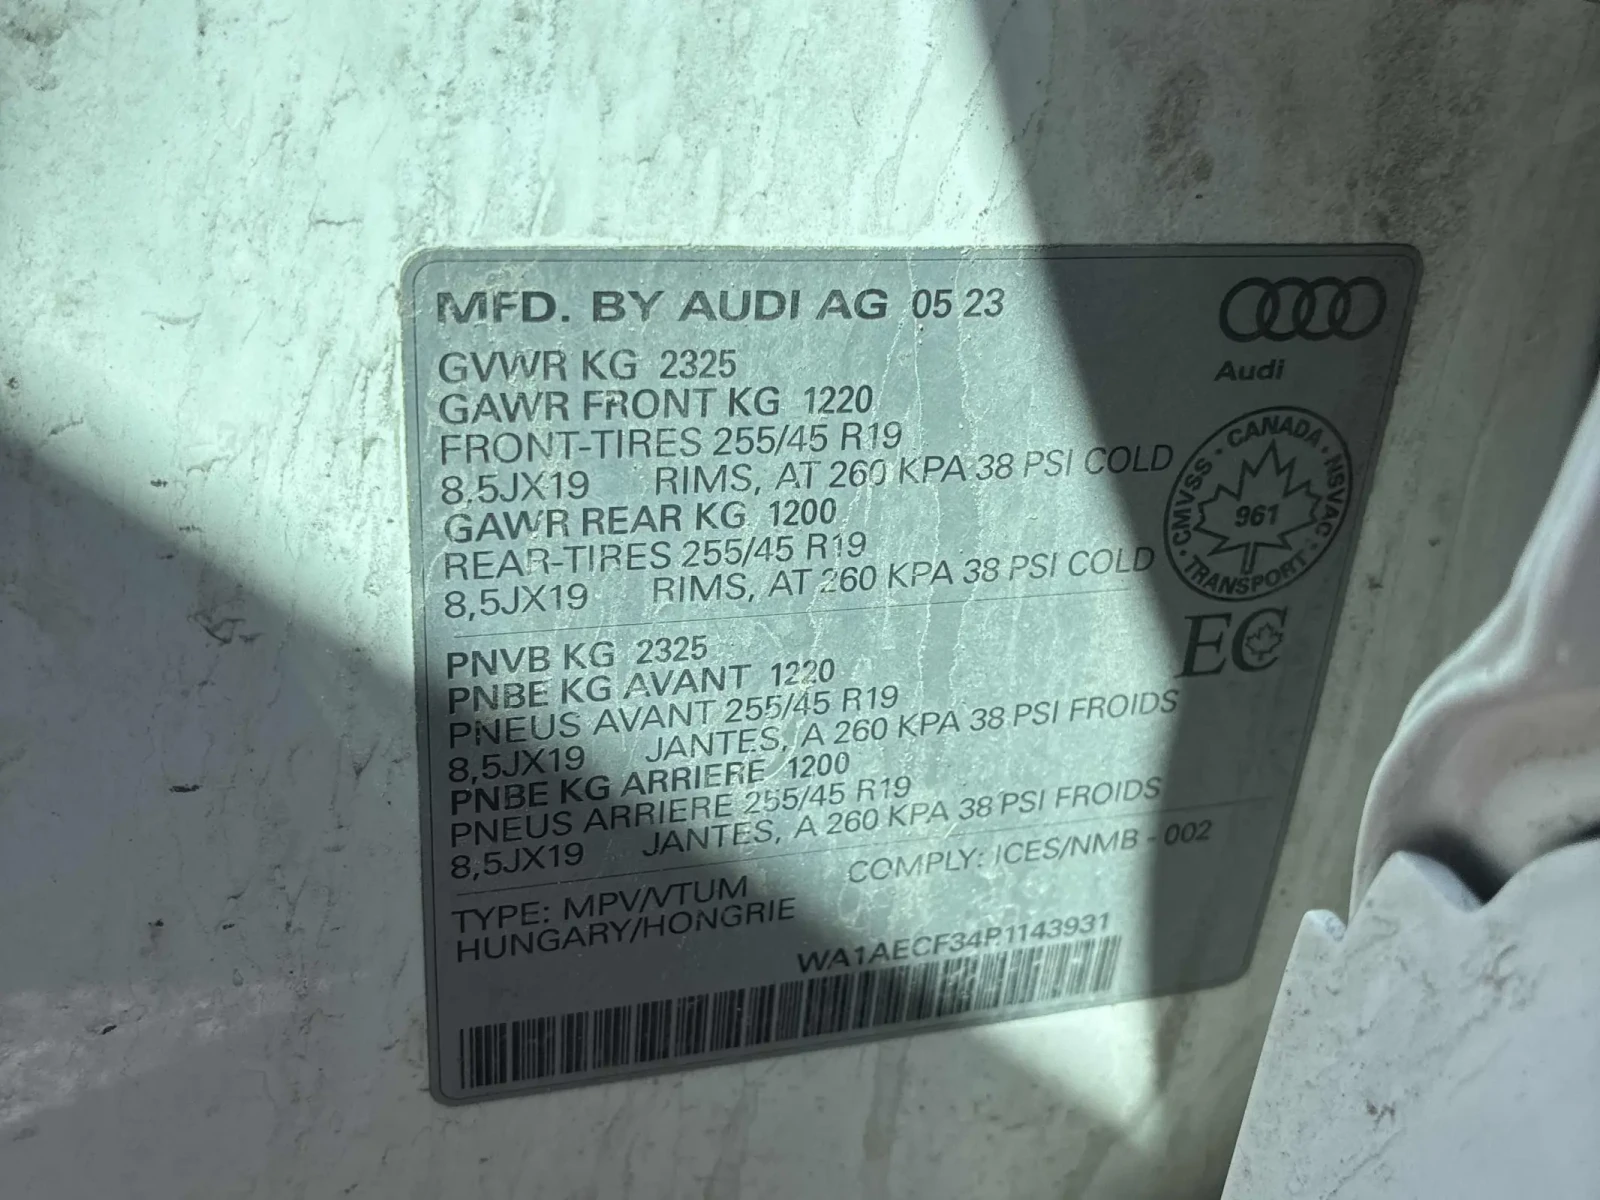 MFD. BY AUDI AG 05 23
Audi
GVWR KG 2325
GAWR FRONT KG 1220
FRONT-TIRES 255/45 R19
8.5JX19 RIMS, AT 260 KPA 38 PSI COLD
GAWR REAR KG 1200
REAR-TIRES 255/45 R19
8,5JX19 RIMS, AT 260 KPA 38 PSI COLD
· CANADA · NSVAC · TRANSPORT · CMVSS
961
EC
PNVB KG 2325
PNBE KG AVANT 1220
PNEUS AVANT 255/45 R19
8,5JX19 JANTES, A 260 KPA 38 PSI FROIDS
PNBE KG ARRIERE 1200
PNEUS ARRIERE 255/45 R19
8,5JX19 JANTES, A 260 KPA 38 PSI FROIDS
TYPE: MPV/VTUM COMPLY: ICES/NMB - 002
HUNGARY/HONGRIE
WA1AECF34P1143931